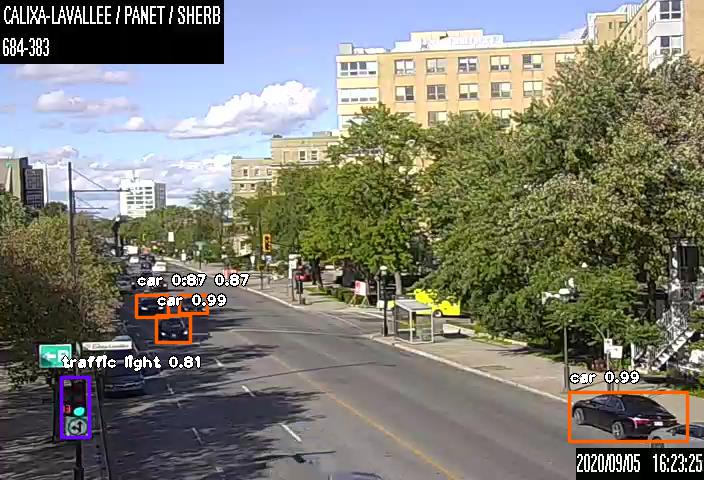 CALIXA-LAVALLEE / PANET / SHERB
684-383
car 0.87
0.87
car 0.99
traffic light 0.81
car 0.99
2020/09/05 16:23:25